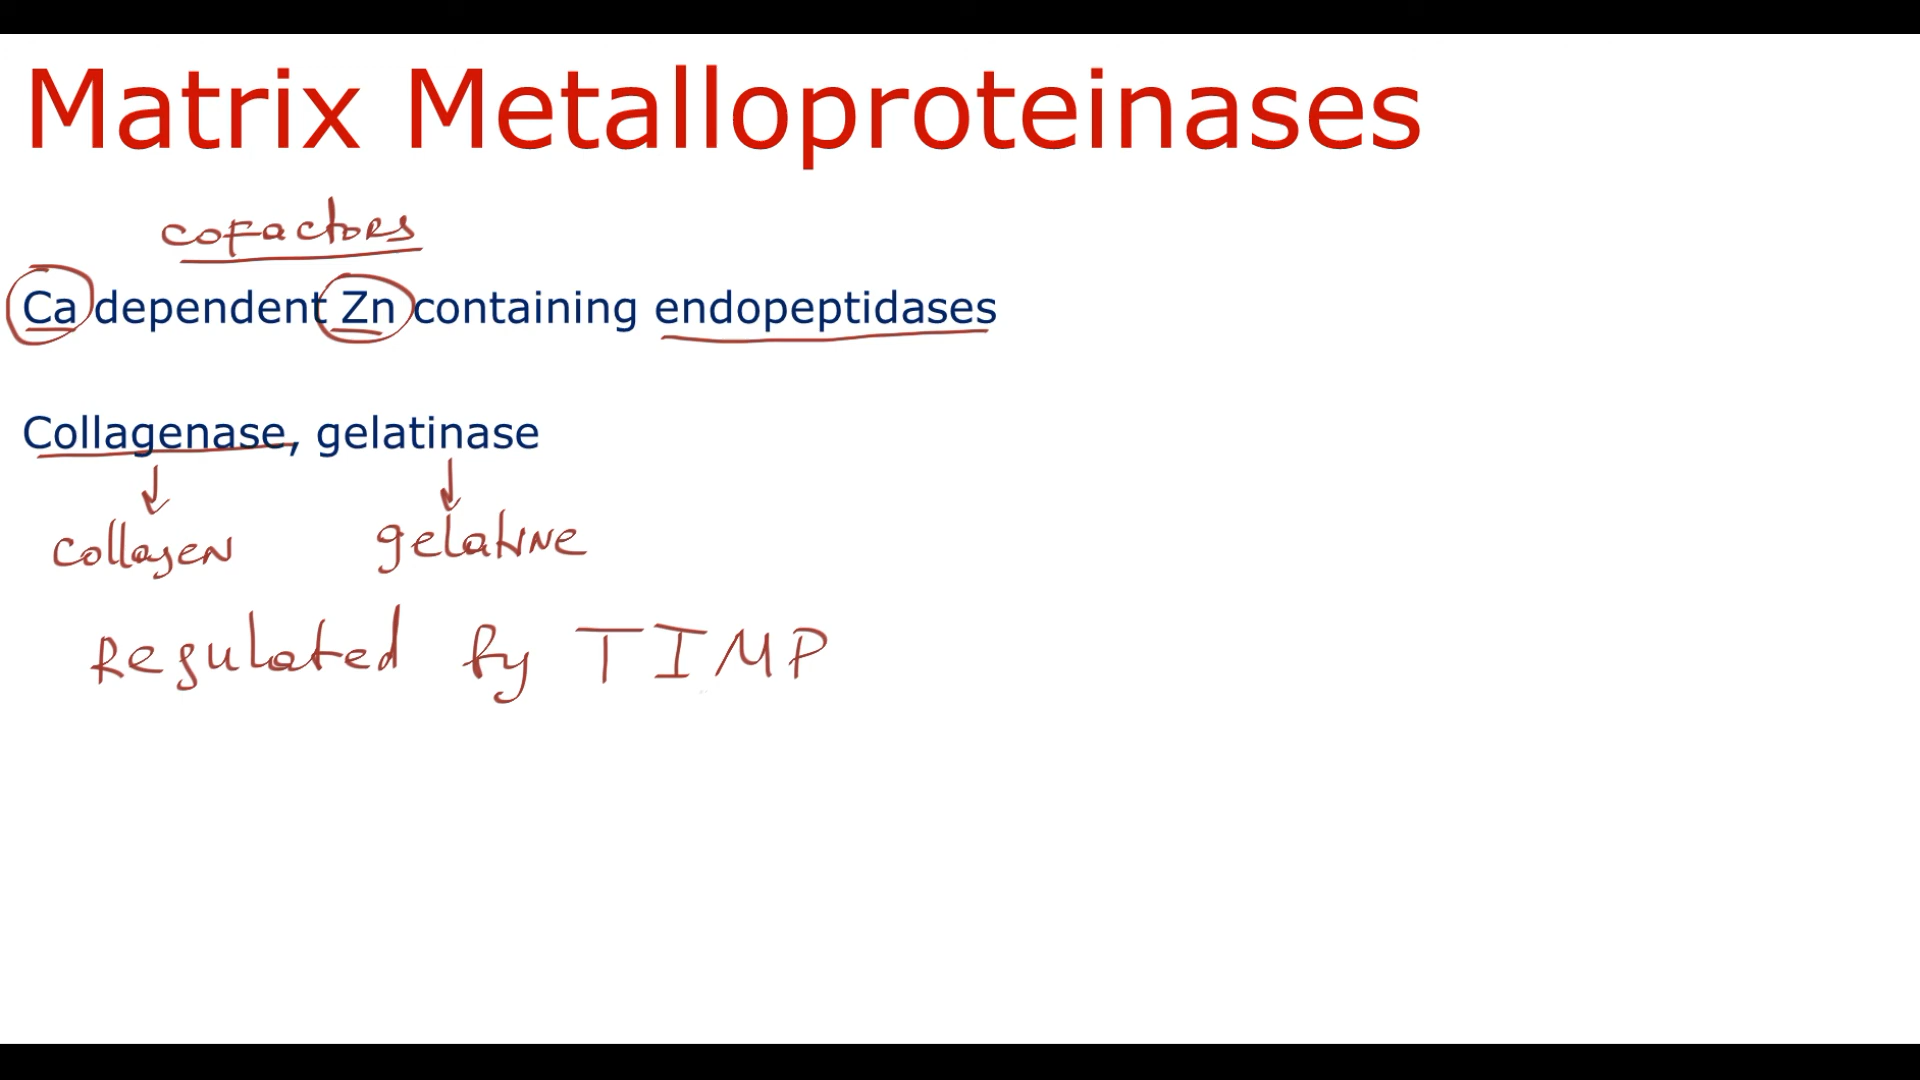 Matrix Metalloproteinases
cofactors
Ca dependent Zn containing endopeptidases
Collagenase, gelatinase
collagen gelatine
Regulated by TIMP